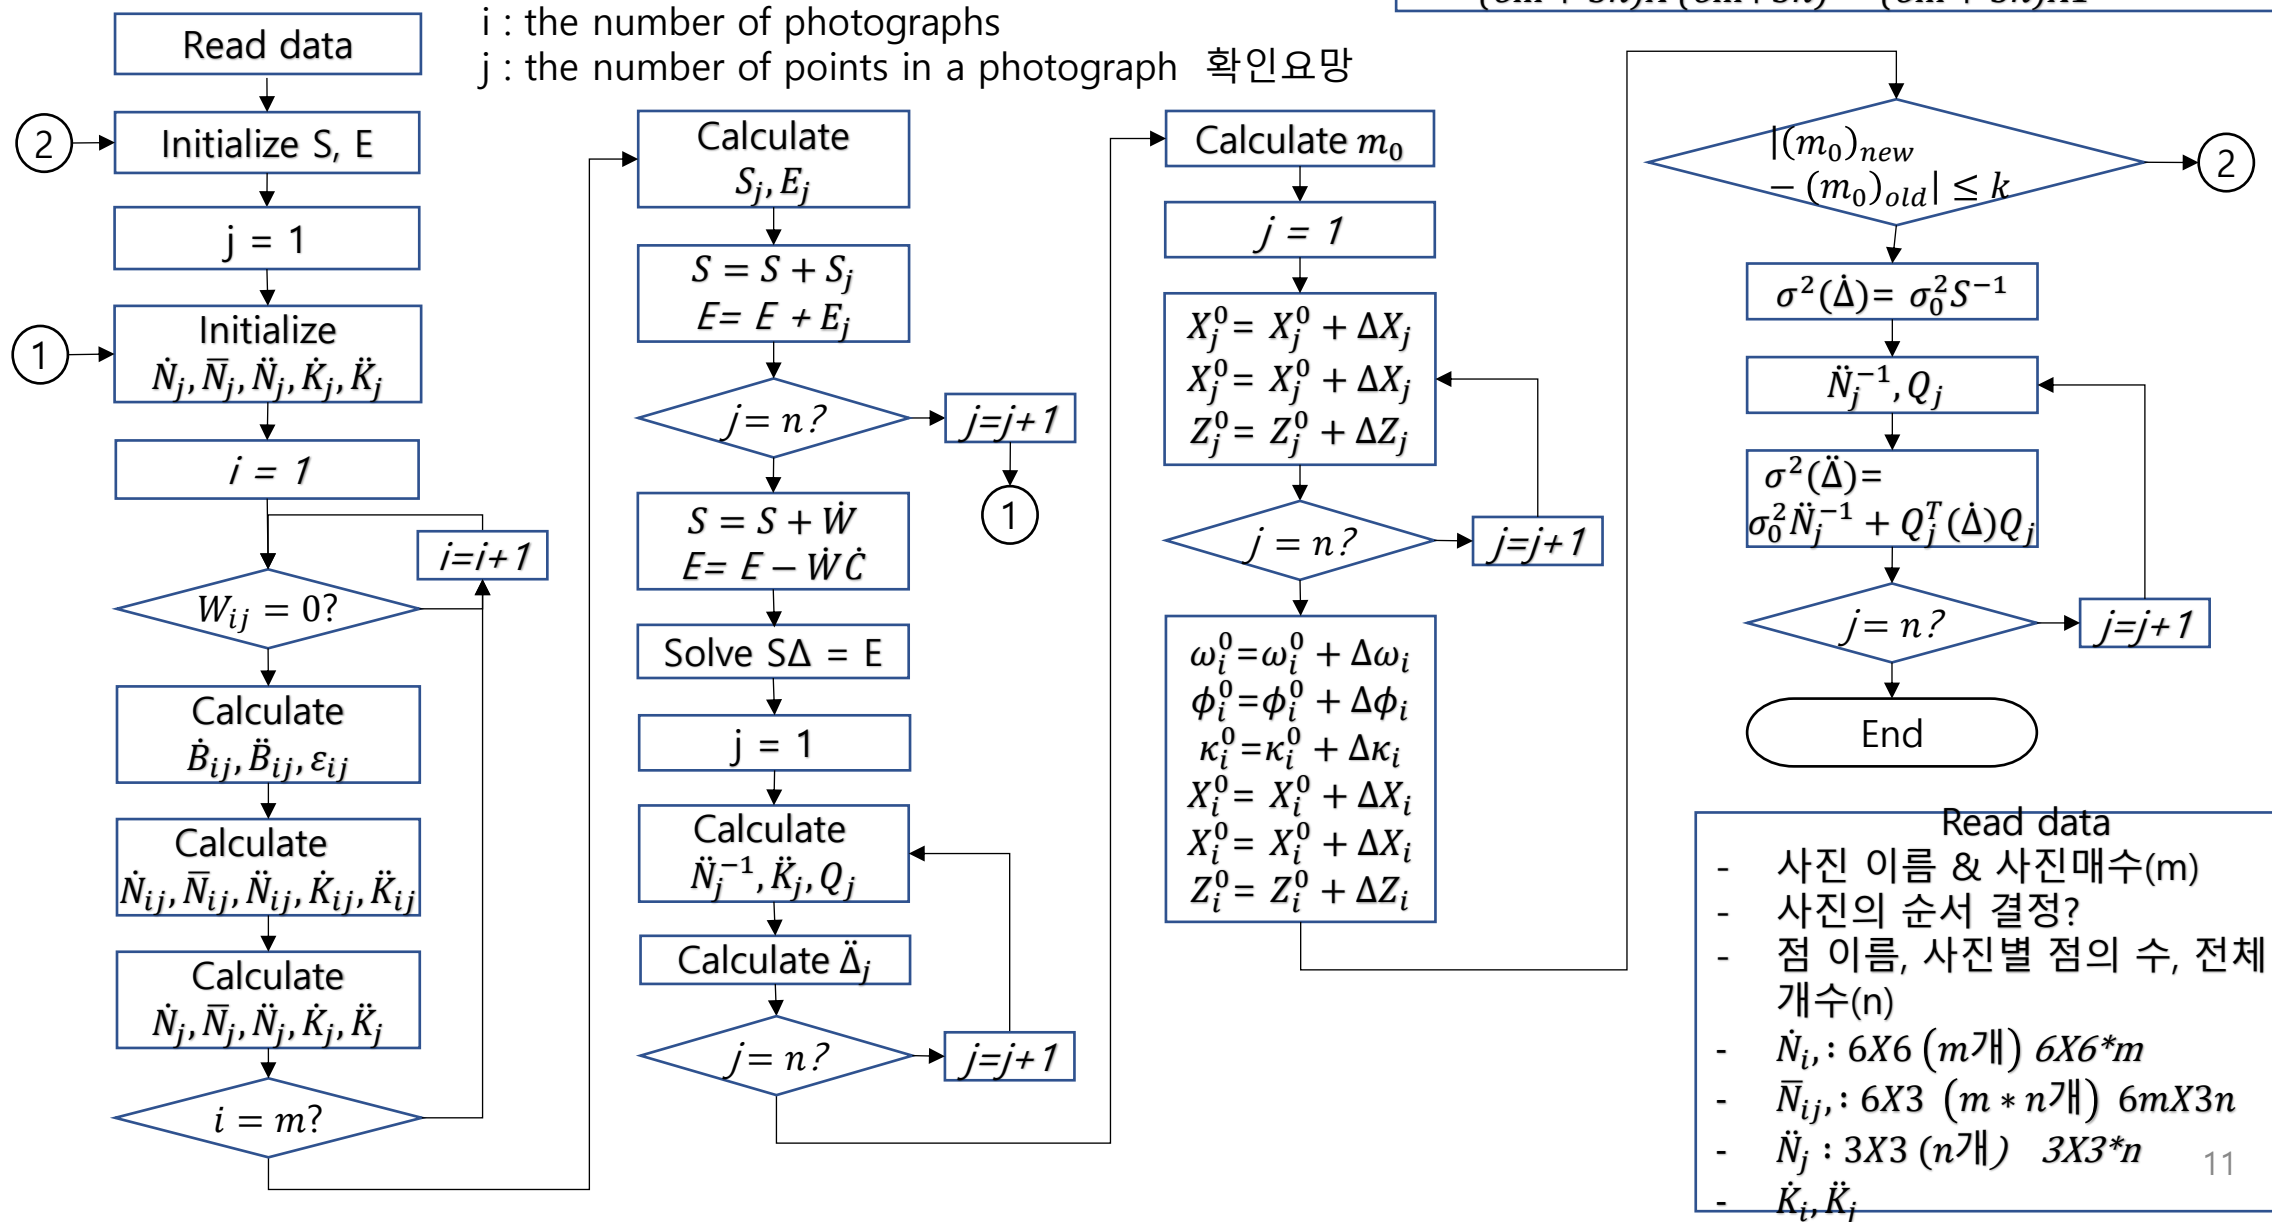 i : the number of photographs
j : the number of points in a photograph 확인요망
Read data
2
Initialize S, E
j = 1
1
Initialize
Ṅⱼ, N̄ⱼ, N̈ⱼ, K̇ⱼ, K̈ⱼ
i = 1
i=i+1
Wᵢⱼ = 0?
Calculate
Ḃᵢⱼ, B̈ᵢⱼ, εᵢⱼ
Calculate
Ṅᵢⱼ, N̄ᵢⱼ, N̈ᵢⱼ, K̇ᵢⱼ, K̈ᵢⱼ
Calculate
Ṅⱼ, N̄ⱼ, N̈ⱼ, K̇ⱼ, K̈ⱼ
i = m?
Calculate
Sⱼ, Eⱼ
S = S + Sⱼ
E= E + Eⱼ
j= n?
j=j+1
1
S = S + Ẇ
E= E − ẆĊ
Solve SΔ = E
j = 1
Calculate
N̈ⱼ⁻¹, K̈ⱼ, Qⱼ
Calculate Δ̈ⱼ
j= n?
j=j+1
Calculate m₀
j = 1
Xⱼ⁰= Xⱼ⁰ + ΔXⱼ
Xⱼ⁰= Xⱼ⁰ + ΔXⱼ
Zⱼ⁰= Zⱼ⁰ + ΔZⱼ
j = n?
j=j+1
ωᵢ⁰=ωᵢ⁰ + Δωᵢ
ϕᵢ⁰=ϕᵢ⁰ + Δϕᵢ
κᵢ⁰=κᵢ⁰ + Δκᵢ
Xᵢ⁰= Xᵢ⁰ + ΔXᵢ
Xᵢ⁰= Xᵢ⁰ + ΔXᵢ
Zᵢ⁰= Zᵢ⁰ + ΔZᵢ
|(m₀)new
− (m₀)old| ≤ k
2
σ²(Δ̇)= σ₀²S⁻¹
N̈ⱼ⁻¹, Qⱼ
σ²(Δ̈)=
σ₀²N̈ⱼ⁻¹ + Qⱼᵀ(Δ̇)Qⱼ
j= n?
j=j+1
End
Read data
- 사진 이름 & 사진매수(m)
- 사진의 순서 결정?
- 점 이름, 사진별 점의 수, 전체
개수(n)
- Ṅᵢ, : 6X6 (m개) 6X6*m
- N̄ᵢⱼ, : 6X3 (m ∗ n개) 6mX3n
- N̈ⱼ : 3X3 (n개) 3X3*n
- K̇ᵢ, K̈ⱼ
11